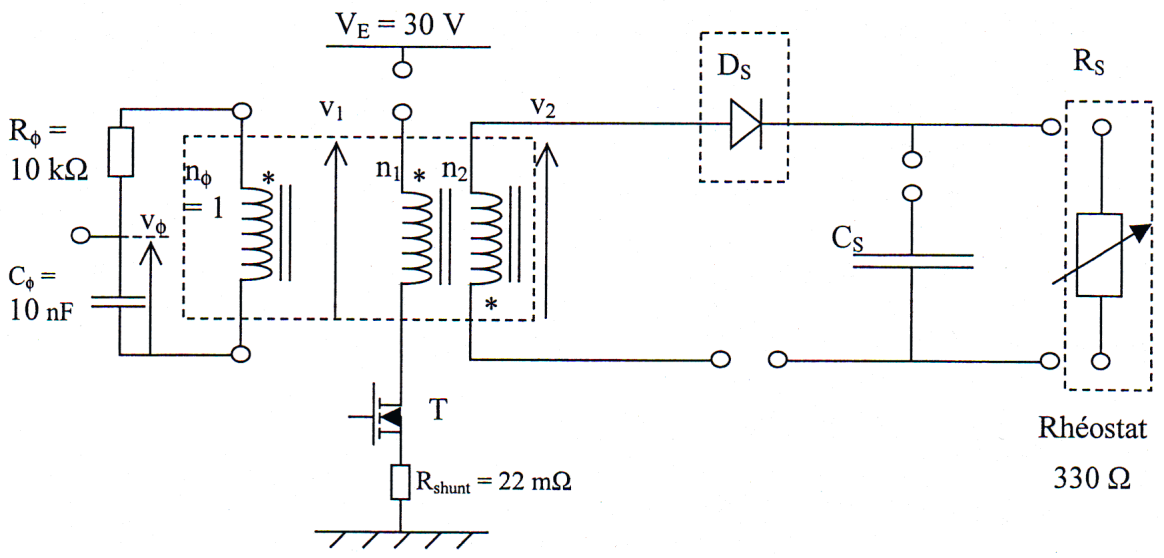 V_E = 30 V
D_S
R_S
v_1
v_2
R_ϕ =
10 kΩ
n_ϕ
= 1
*
n_1
*
n_2
*
v_ϕ
C_S
C_ϕ =
10 nF
T
R_shunt = 22 mΩ
Rhéostat
330 Ω